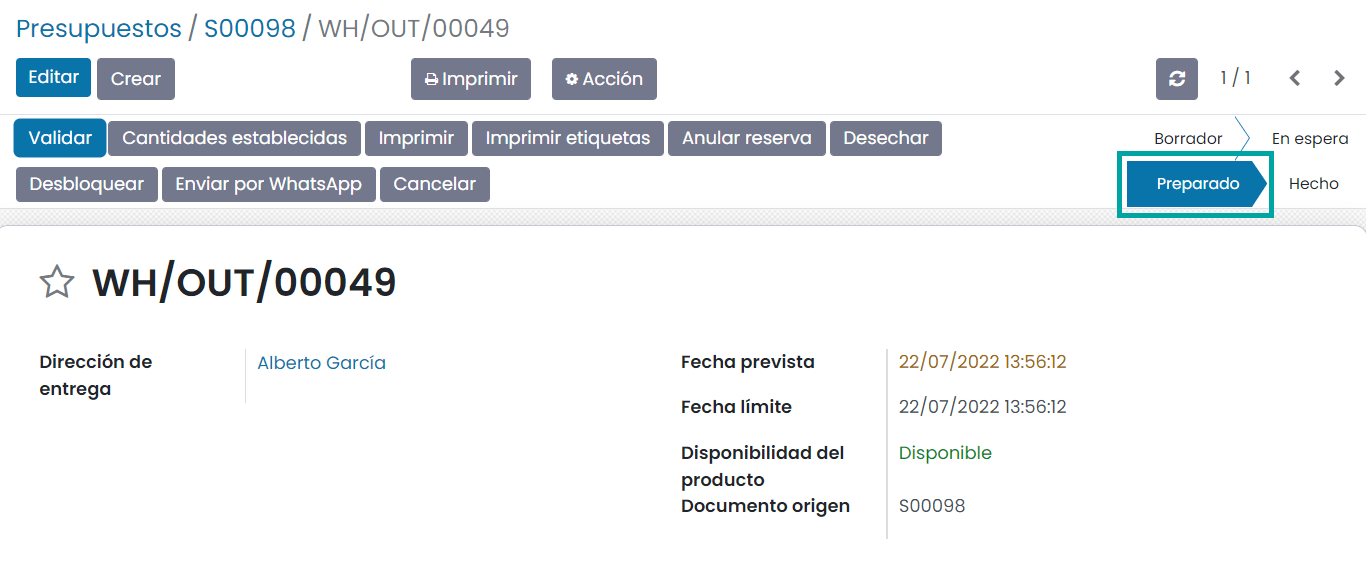 Presupuestos / S00098 / WH/OUT/00049
Editar Crear Imprimir Acción 1 / 1
Validar Cantidades establecidas Imprimir Imprimir etiquetas Anular reserva Desechar Borrador En espera
Desbloquear Enviar por WhatsApp Cancelar Preparado Hecho
WH/OUT/00049
Dirección de entrega Alberto García
Fecha prevista 22/07/2022 13:56:12
Fecha límite 22/07/2022 13:56:12
Disponibilidad del producto Disponible
Documento origen S00098